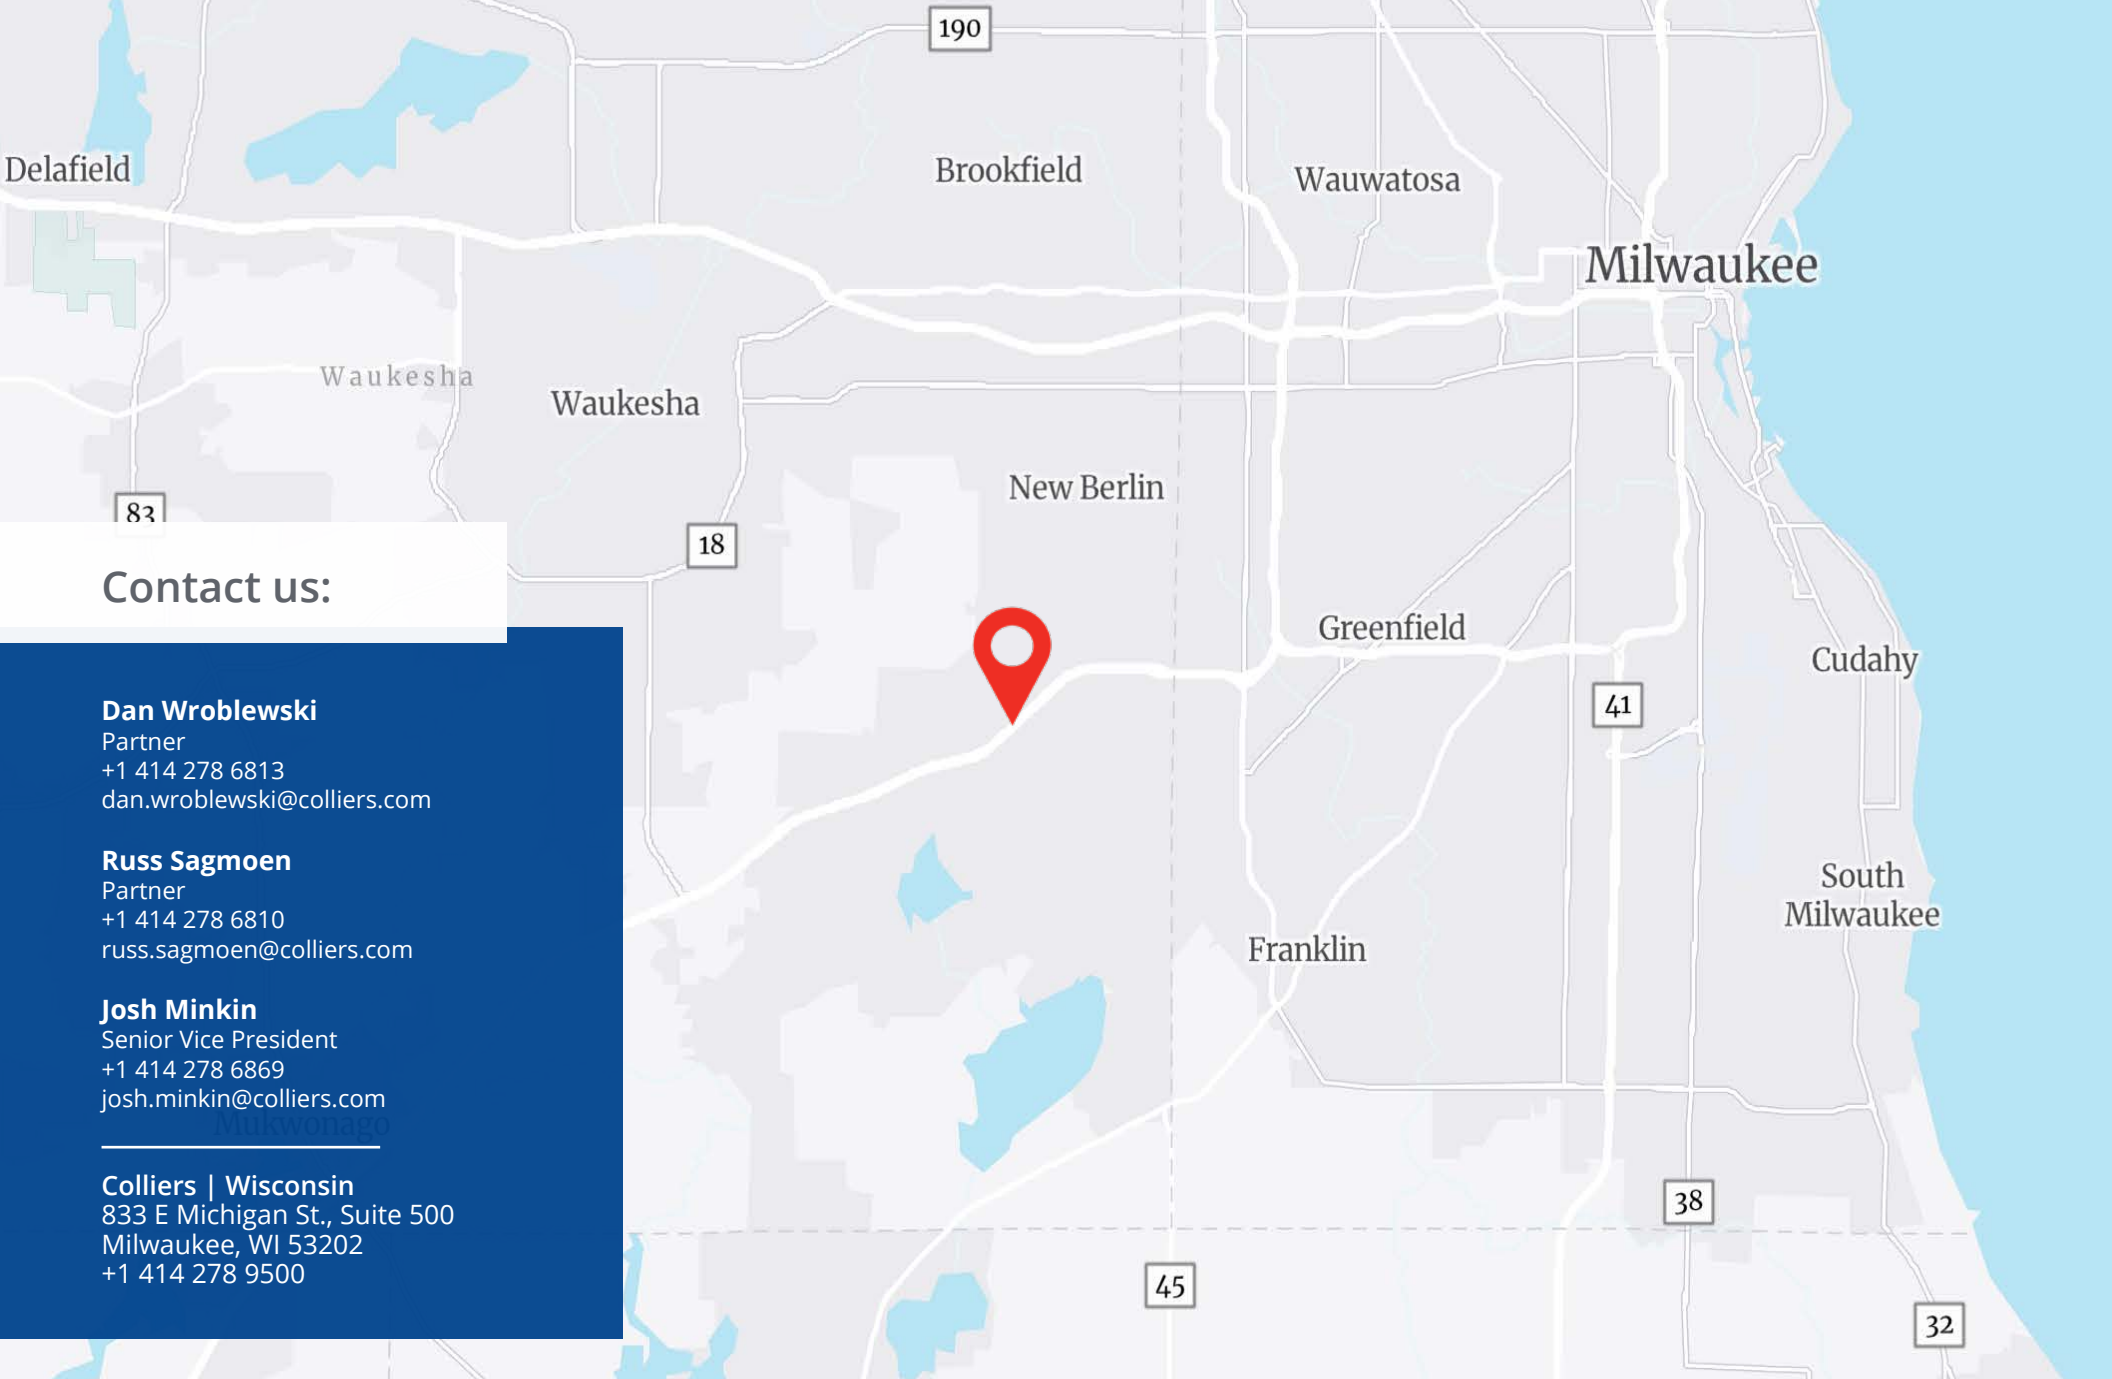 190
Delafield
Brookfield
Wauwatosa
Milwaukee
Waukesha
Waukesha
New Berlin
83
18
Contact us:
Greenfield
Cudahy
41
Dan Wroblewski
Partner
+1 414 278 6813
dan.wroblewski@colliers.com
Russ Sagmoen
Partner
+1 414 278 6810
russ.sagmoen@colliers.com
South
Milwaukee
Franklin
Josh Minkin
Senior Vice President
+1 414 278 6869
josh.minkin@colliers.com
Mukwonago
Colliers | Wisconsin
833 E Michigan St., Suite 500
Milwaukee, WI 53202
+1 414 278 9500
38
45
32